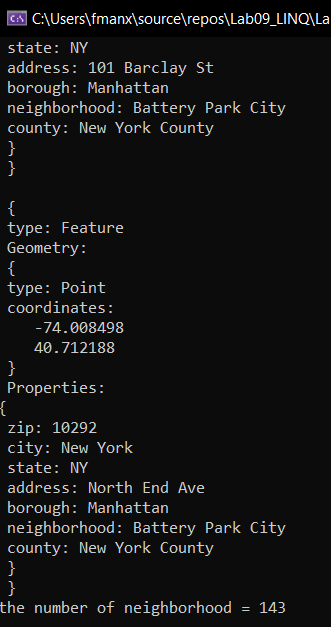 C:\Users\fmanx\source\repos\Lab09_LINQ\La
state: NY
address: 101 Barclay St
borough: Manhattan
neighborhood: Battery Park City
county: New York County
}
}
{
type: Feature
Geometry:
{
type: Point
coordinates:
-74.008498
40.712188
}
Properties:
{
zip: 10292
city: New York
state: NY
address: North End Ave
borough: Manhattan
neighborhood: Battery Park City
county: New York County
}
}
the number of neighborhood = 143